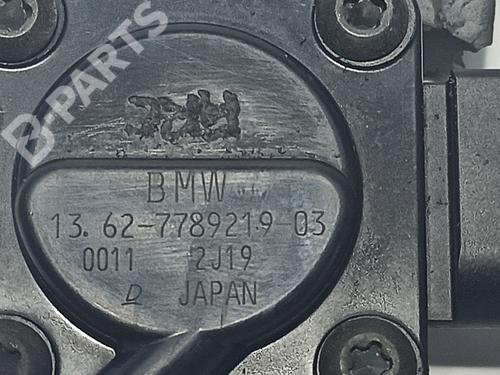 B-PARTS
BMW
13.62-7789219 03
0011 2J19
D JAPAN